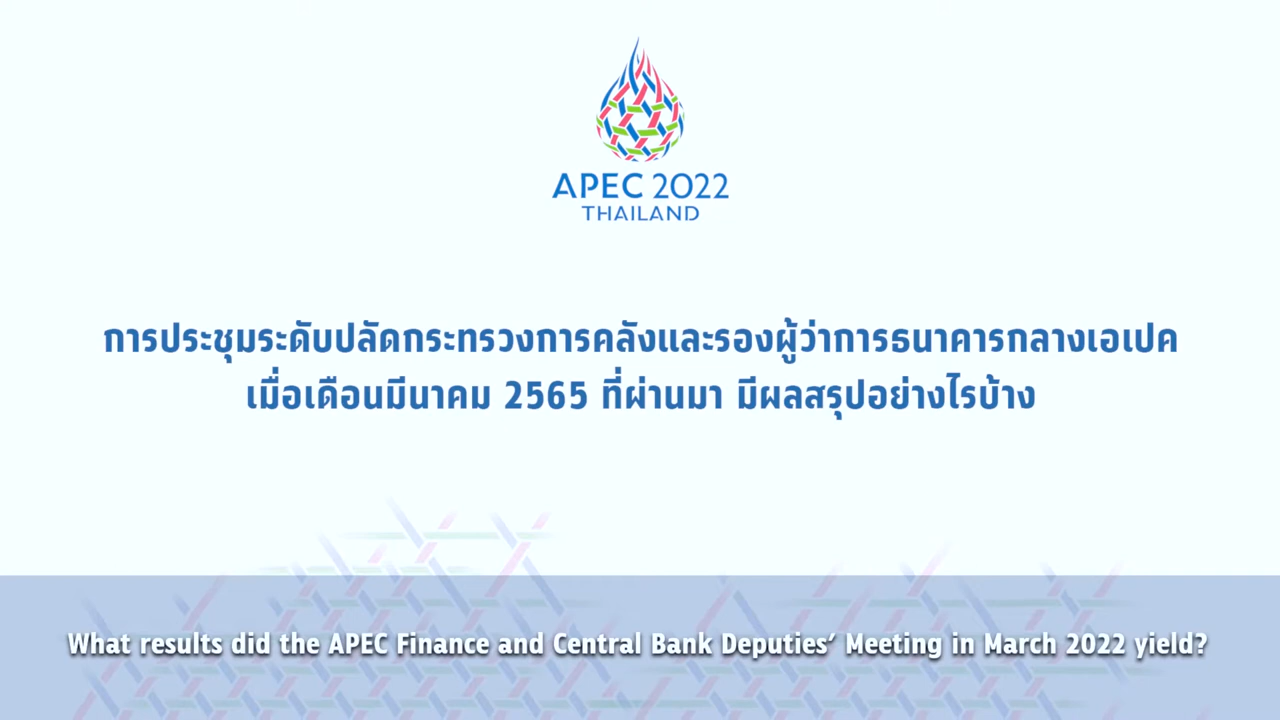 APEC 2022
THAILAND
การประชุมระดับปลัดกระทรวงการคลังและรองผู้ว่าการธนาคารกลางเอเปค
เมื่อเดือนมีนาคม 2565 ที่ผ่านมา มีผลสรุปอย่างไรบ้าง
What results did the APEC Finance and Central Bank Deputies’ Meeting in March 2022 yield?